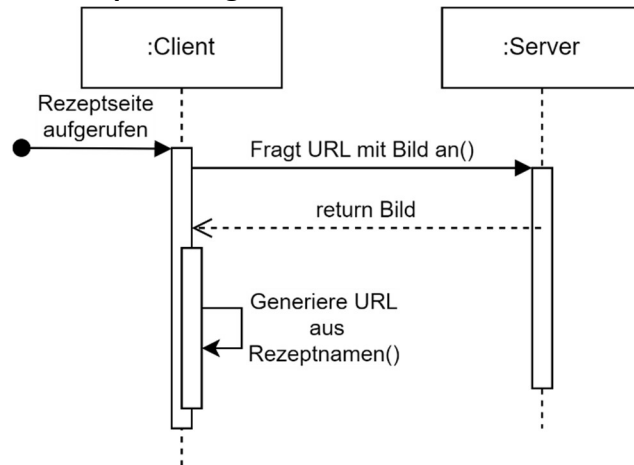 :Client
:Server
Rezeptseite
aufgerufen
Fragt URL mit Bild an()
return Bild
Generiere URL
aus
Rezeptnamen()